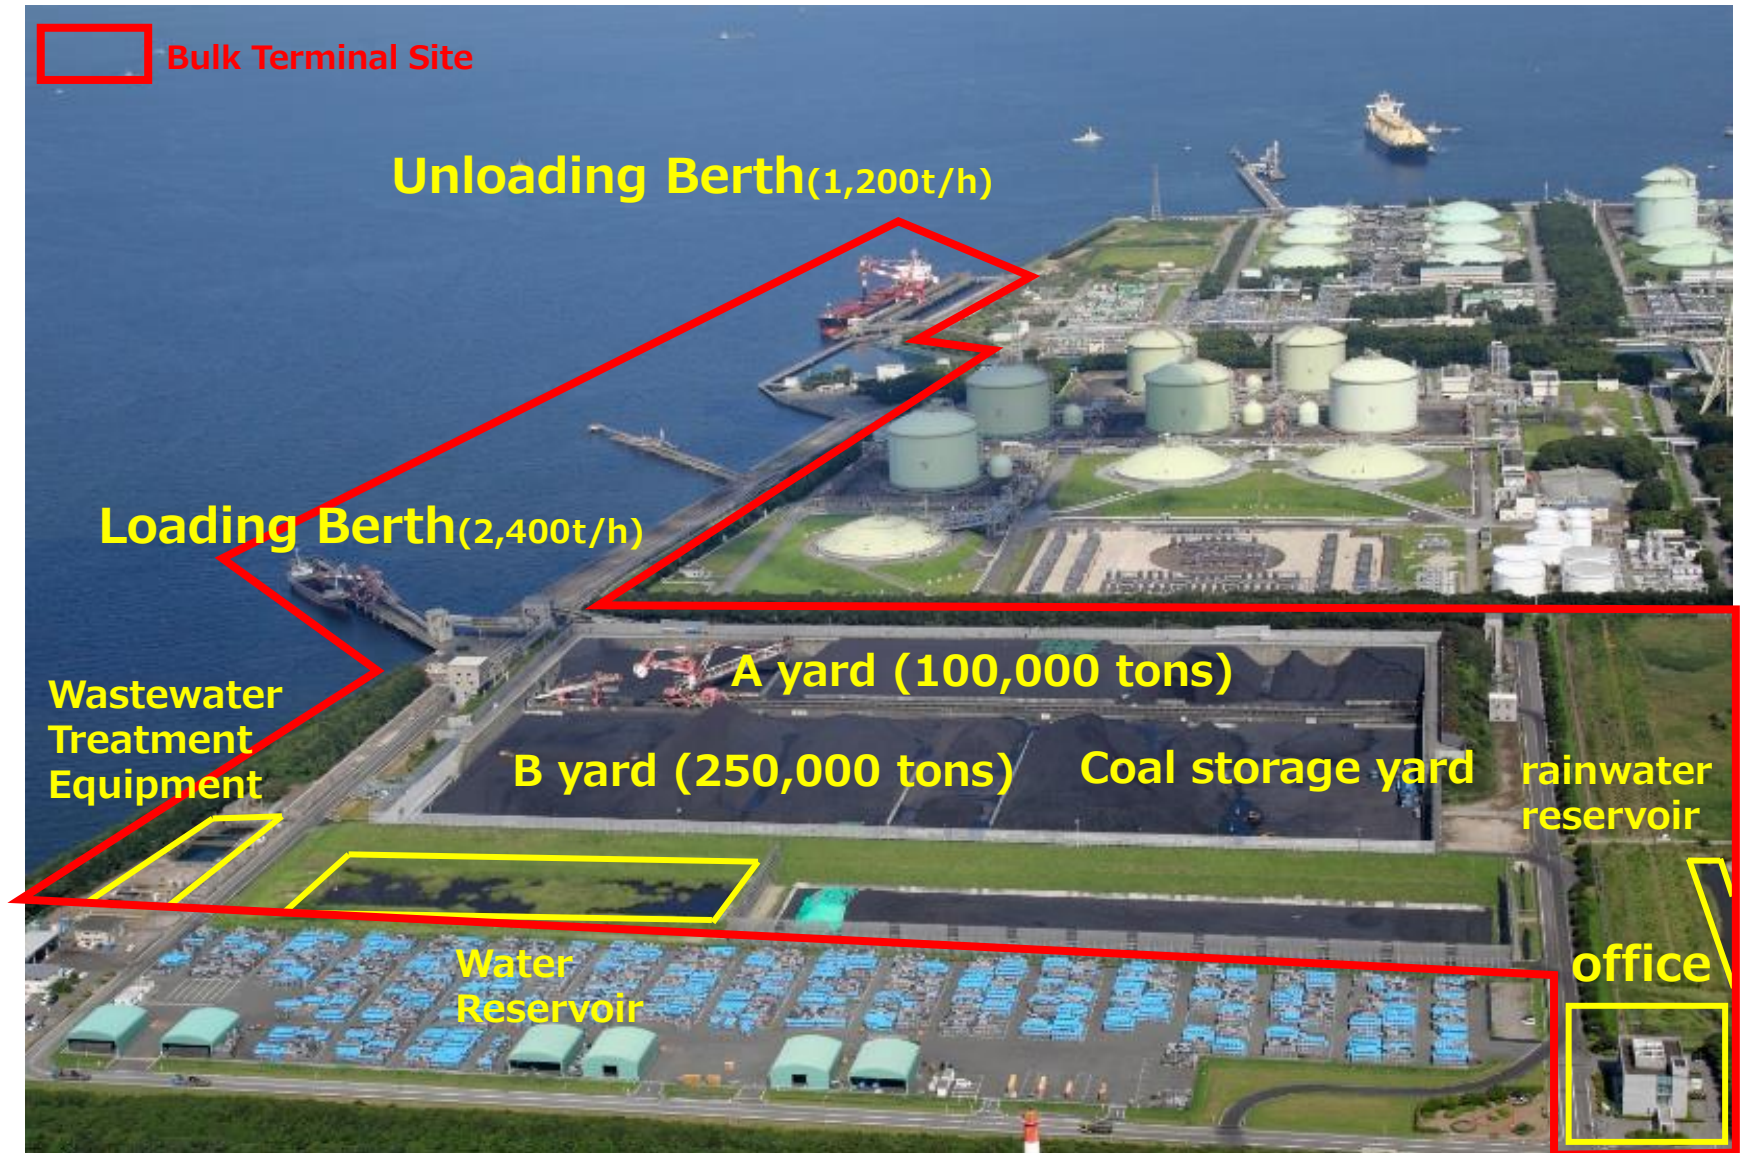 Bulk Terminal Site
Unloading Berth(1,200t/h)
Loading Berth(2,400t/h)
A yard (100,000 tons)
Wastewater
Treatment
Equipment
B yard (250,000 tons)
Coal storage yard
rainwater
reservoir
office
Water
Reservoir